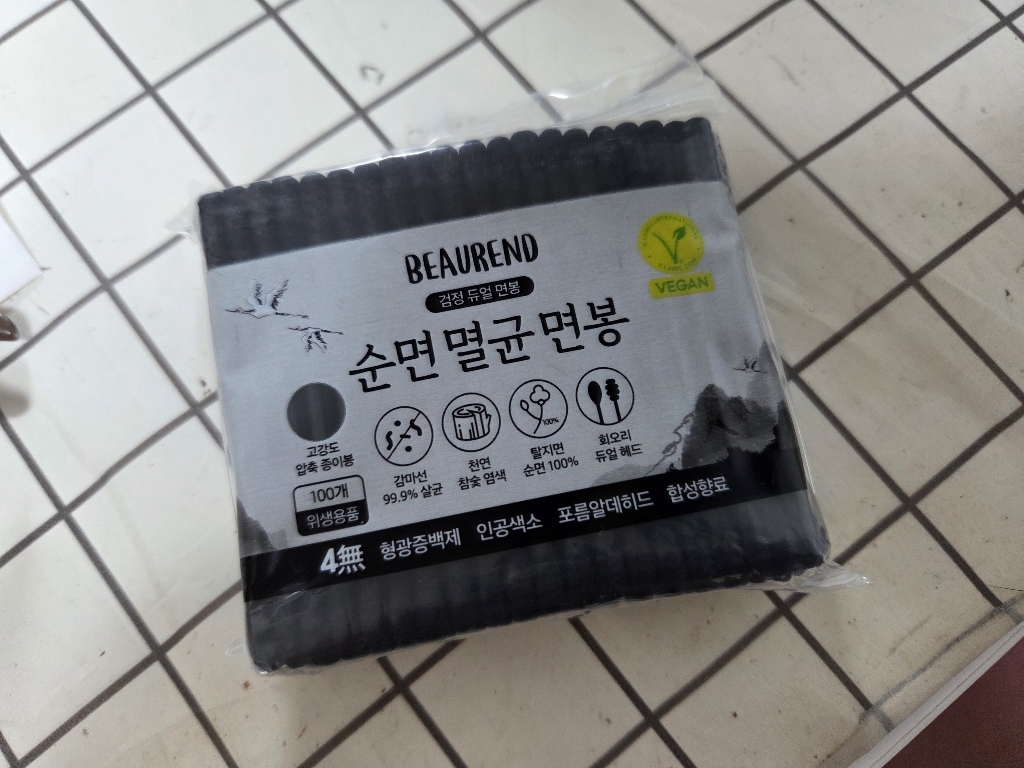 BEAUREND
검정 듀얼 면봉
순면 멸균 면봉
VEGAN
고강도
압축 종이봉
감마선
99.9% 살균
천연
참숯 염색
100%
탈지면
순면 100%
회오리
듀얼 헤드
100개
위생용품
4無 형광증백제 인공색소 포름알데히드 합성향료